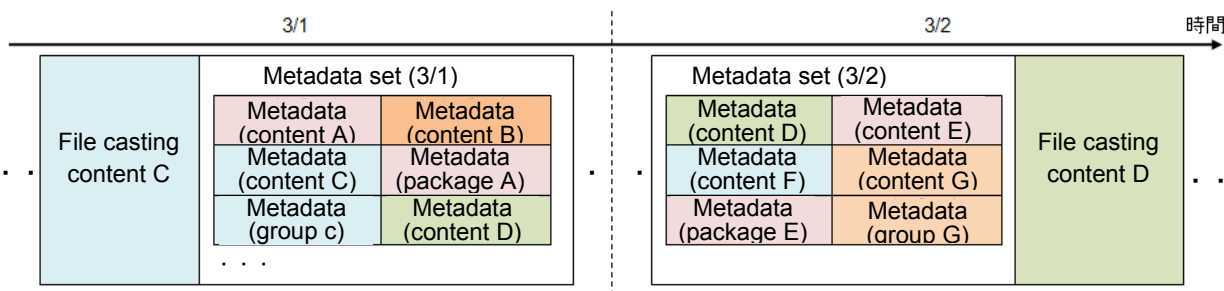 3/1
3/2
時間
File casting
content C
Metadata set (3/1)
Metadata
(content A)
Metadata
(content B)
Metadata
(content C)
Metadata
(package A)
Metadata
(group c)
Metadata
(content D)
. . .
. .
. .
Metadata set (3/2)
Metadata
(content D)
Metadata
(content E)
Metadata
(content F)
Metadata
(content G)
Metadata
(package E)
Metadata
(group G)
File casting
content D
. .